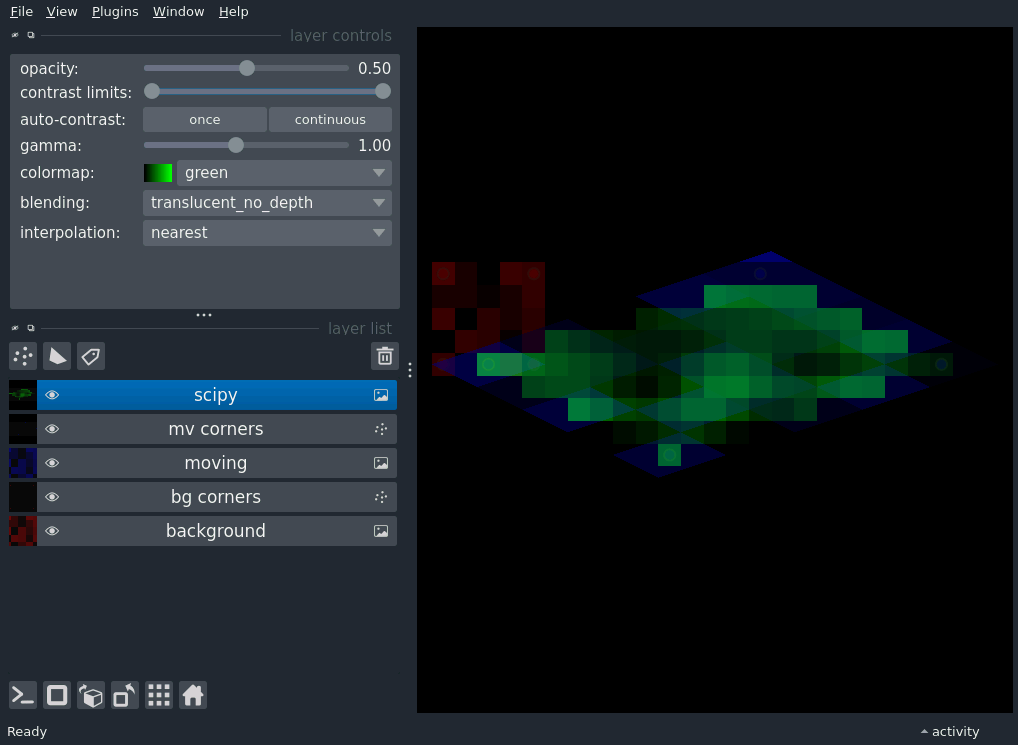 File View Plugins Window Help
layer controls
opacity: 0.50
contrast limits:
auto-contrast: once continuous
gamma: 1.00
colormap: green
blending: translucent_no_depth
interpolation: nearest
layer list
scipy
mv corners
moving
bg corners
background
Ready activity